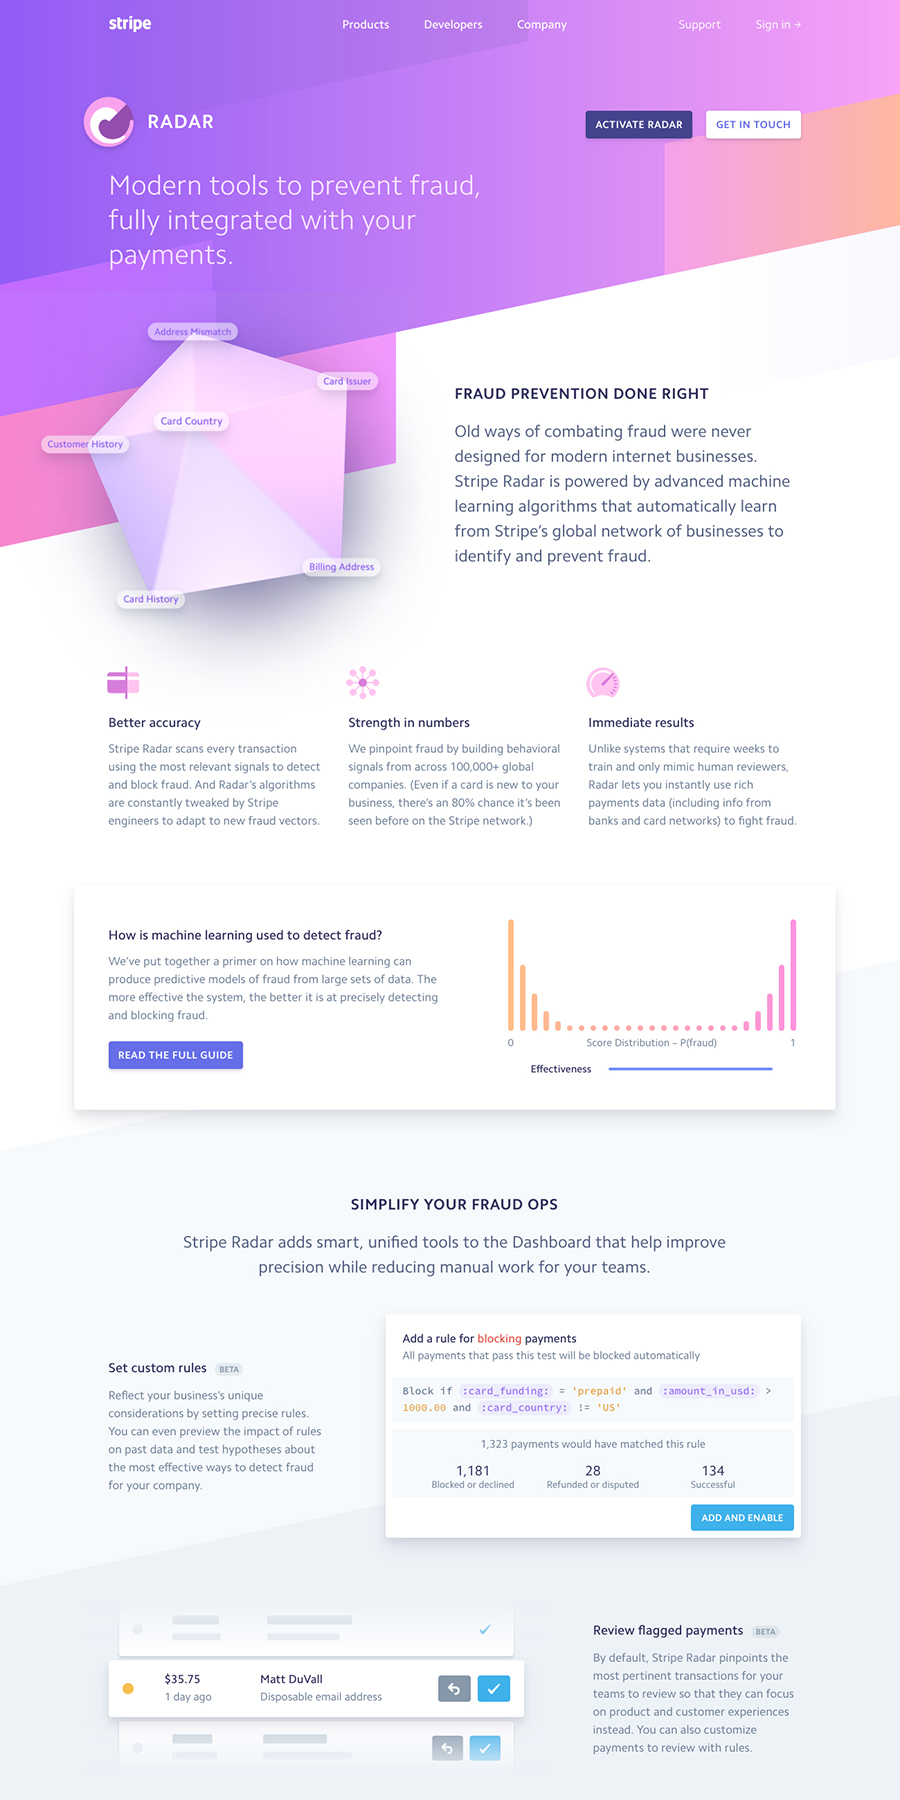 stripe
Products Developers Company Support Sign in →
RADAR
ACTIVATE RADAR GET IN TOUCH
Modern tools to prevent fraud,
fully integrated with your
payments.
Address Mismatch
Card Issuer
Card Country
Customer History
Billing Address
Card History
FRAUD PREVENTION DONE RIGHT
Old ways of combating fraud were never
designed for modern internet businesses.
Stripe Radar is powered by advanced machine
learning algorithms that automatically learn
from Stripe’s global network of businesses to
identify and prevent fraud.
Better accuracy
Stripe Radar scans every transaction
using the most relevant signals to detect
and block fraud. And Radar’s algorithms
are constantly tweaked by Stripe
engineers to adapt to new fraud vectors.
Strength in numbers
We pinpoint fraud by building behavioral
signals from across 100,000+ global
companies. (Even if a card is new to your
business, there’s an 80% chance it’s been
seen before on the Stripe network.)
Immediate results
Unlike systems that require weeks to
train and only mimic human reviewers,
Radar lets you instantly use rich
payments data (including info from
banks and card networks) to fight fraud.
How is machine learning used to detect fraud?
We’ve put together a primer on how machine learning can
produce predictive models of fraud from large sets of data. The
more effective the system, the better it is at precisely detecting
and blocking fraud.
READ THE FULL GUIDE
0 Score Distribution – P(fraud) 1
Effectiveness
SIMPLIFY YOUR FRAUD OPS
Stripe Radar adds smart, unified tools to the Dashboard that help improve
precision while reducing manual work for your teams.
Set custom rules BETA
Reflect your business’s unique
considerations by setting precise rules.
You can even preview the impact of rules
on past data and test hypotheses about
the most effective ways to detect fraud
for your company.
Add a rule for blocking payments
All payments that pass this test will be blocked automatically
Block if :card_funding: = 'prepaid' and :amount_in_usd: >
1000.00 and :card_country: != 'US'
1,323 payments would have matched this rule
1,181 28 134
Blocked or declined Refunded or disputed Successful
ADD AND ENABLE
$35.75 Matt DuVall
1 day ago Disposable email address
Review flagged payments BETA
By default, Stripe Radar pinpoints the
most pertinent transactions for your
teams to review so that they can focus
on product and customer experiences
instead. You can also customize
payments to review with rules.